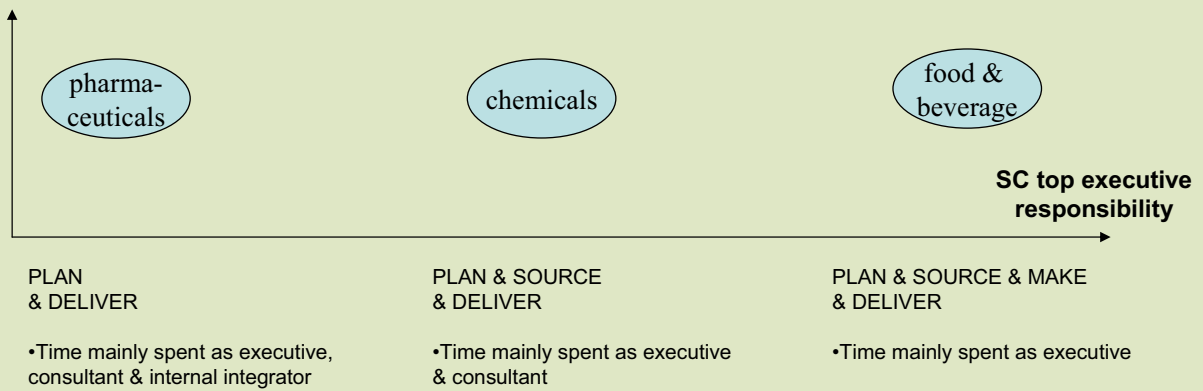 pharma-
ceuticals
chemicals
food &
beverage
SC top executive
responsibility
PLAN
& DELIVER
•Time mainly spent as executive,
consultant & internal integrator
PLAN & SOURCE
& DELIVER
•Time mainly spent as executive
& consultant
PLAN & SOURCE & MAKE
& DELIVER
•Time mainly spent as executive